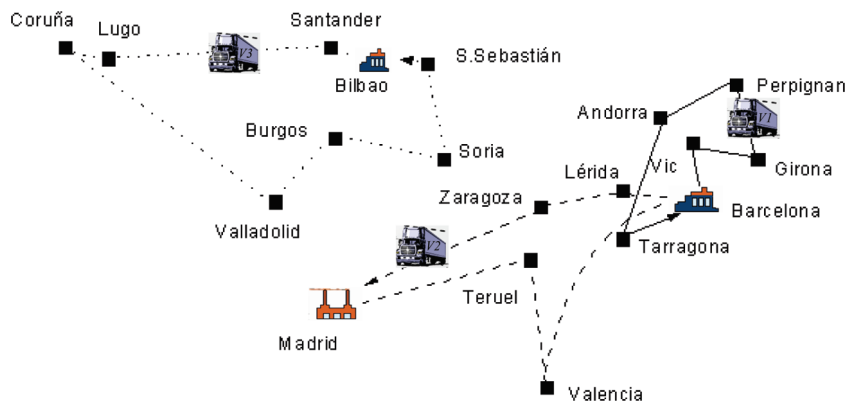 Coruña
Lugo
Santander
V3
Bilbao
S.Sebastián
Perpignan
Andorra
V1
Burgos
Soria
Vic
Girona
Lérida
Zaragoza
Barcelona
Valladolid
Tarragona
V2
Teruel
Madrid
Valencia